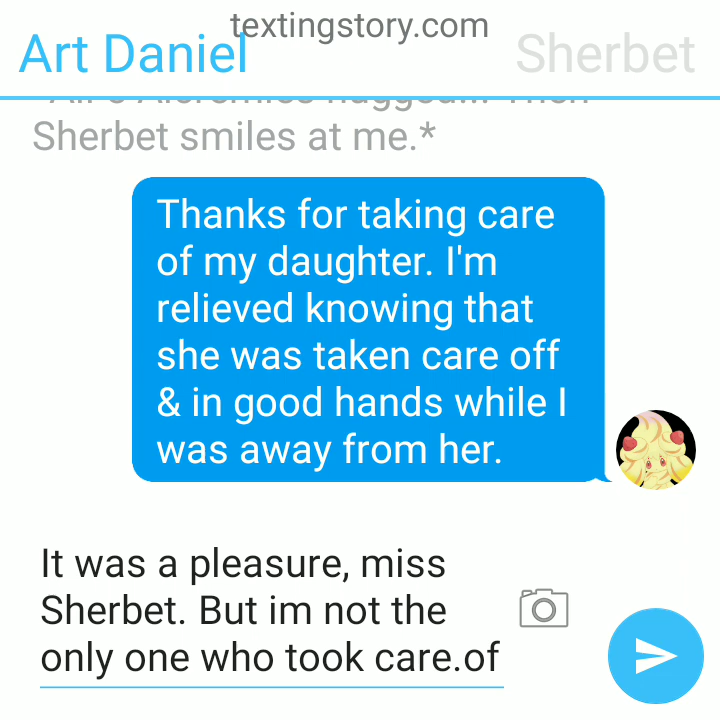 textingstory.com
Art Daniel
Sherbet
Sherbet smiles at me.*
Thanks for taking care
of my daughter. I'm
relieved knowing that
she was taken care off
& in good hands while I
was away from her.
It was a pleasure, miss
Sherbet. But im not the
only one who took care.of